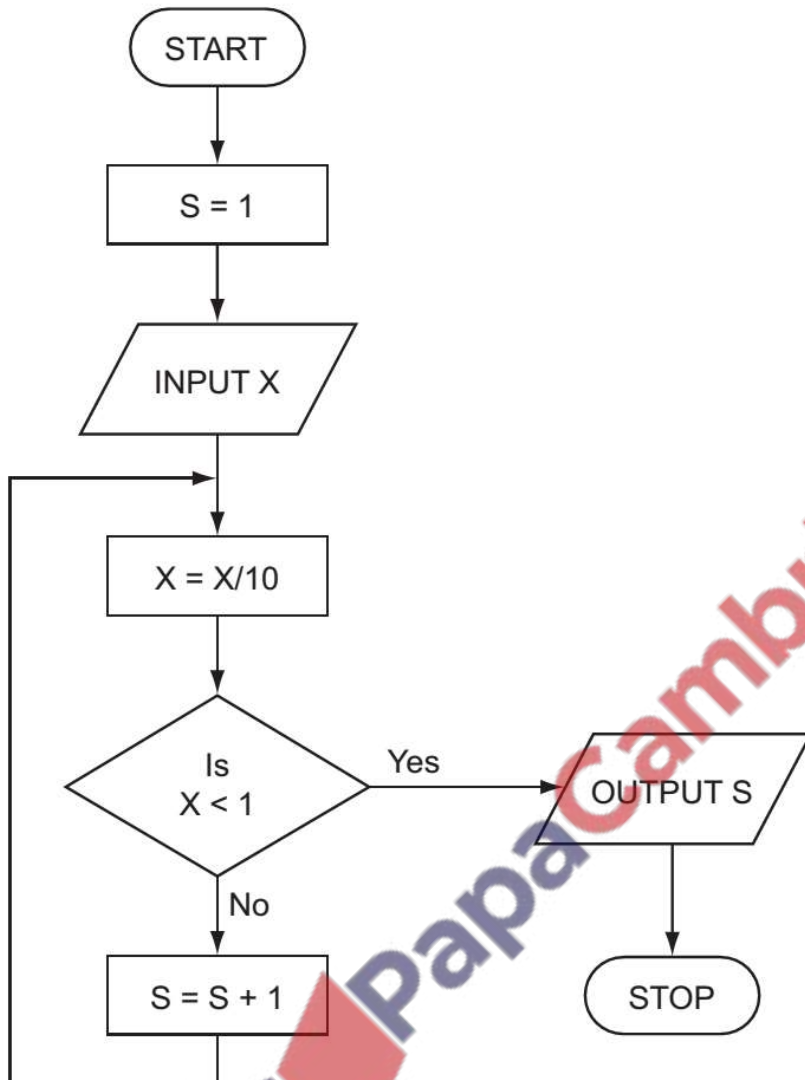 START
S = 1
INPUT X
X = X/10
Is
X < 1
Yes
OUTPUT S
No
S = S + 1
STOP